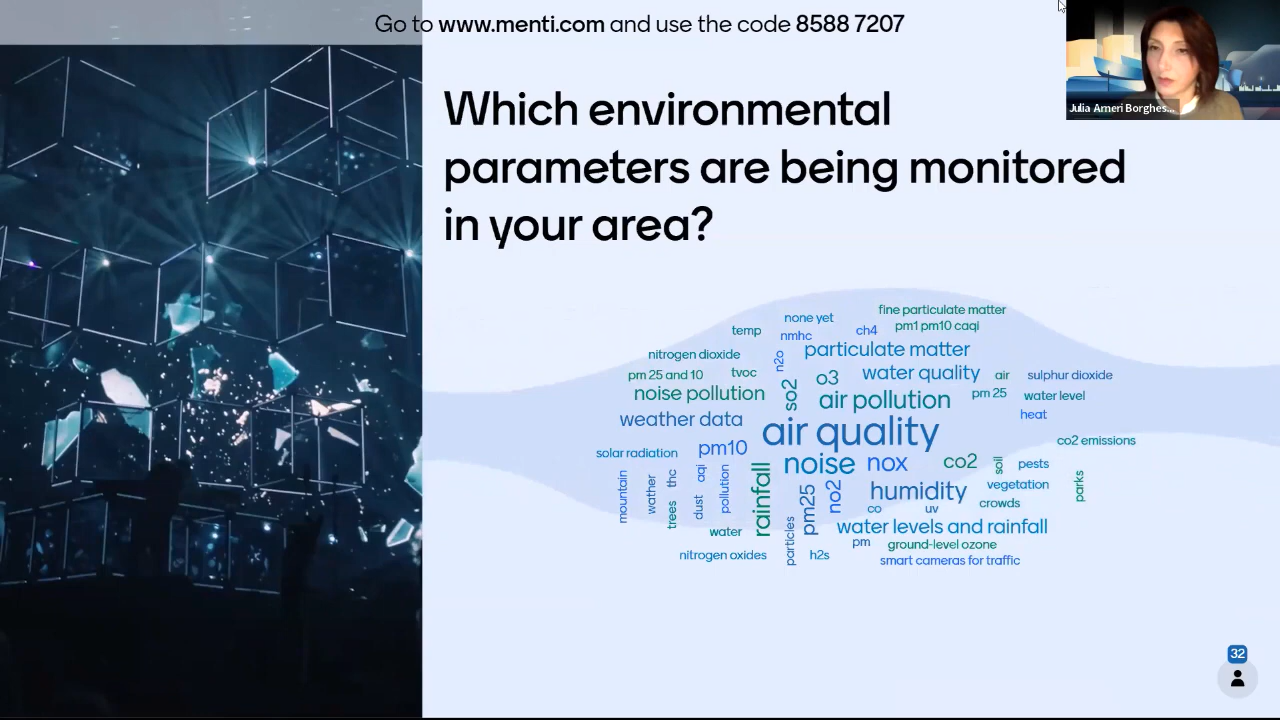 Go to www.menti.com and use the code 8588 7207
Julia Arneri Borghes...
Which environmental
parameters are being monitored
in your area?
fine particulate matter
none yet
pm1 pm10 caqi
temp
nmhc
ch4
particulate matter
nitrogen dioxide
n2o
water quality
tvoc
pm 25 and 10
o3
air
sulphur dioxide
noise pollution
so2
air pollution
pm 25
water level
heat
weather data
air quality
co2 emissions
pm10
solar radiation
noise
nox
co2
soil
pests
mountain
wather
thc
trees
aqi
dust
pollution
rainfall
pm25
no2
humidity
vegetation
parks
co
uv
crowds
water
particles
water levels and rainfall
pm
ground-level ozone
nitrogen oxides
h2s
smart cameras for traffic
32